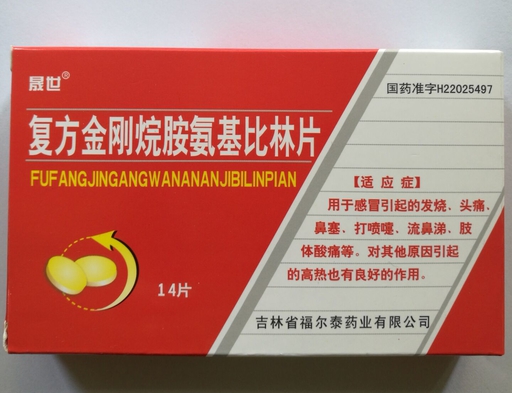 晟世®
国药准字H22025497
复方金刚烷胺氨基比林片
FUFANGJINGANGWANANANJIBILINPIAN
【适应症】
用于感冒引起的发烧、头痛、
鼻塞、打喷嚏、流鼻涕、肢
体酸痛等。对其他原因引起
的高热也有良好的作用。
14片
吉林省福尔泰药业有限公司